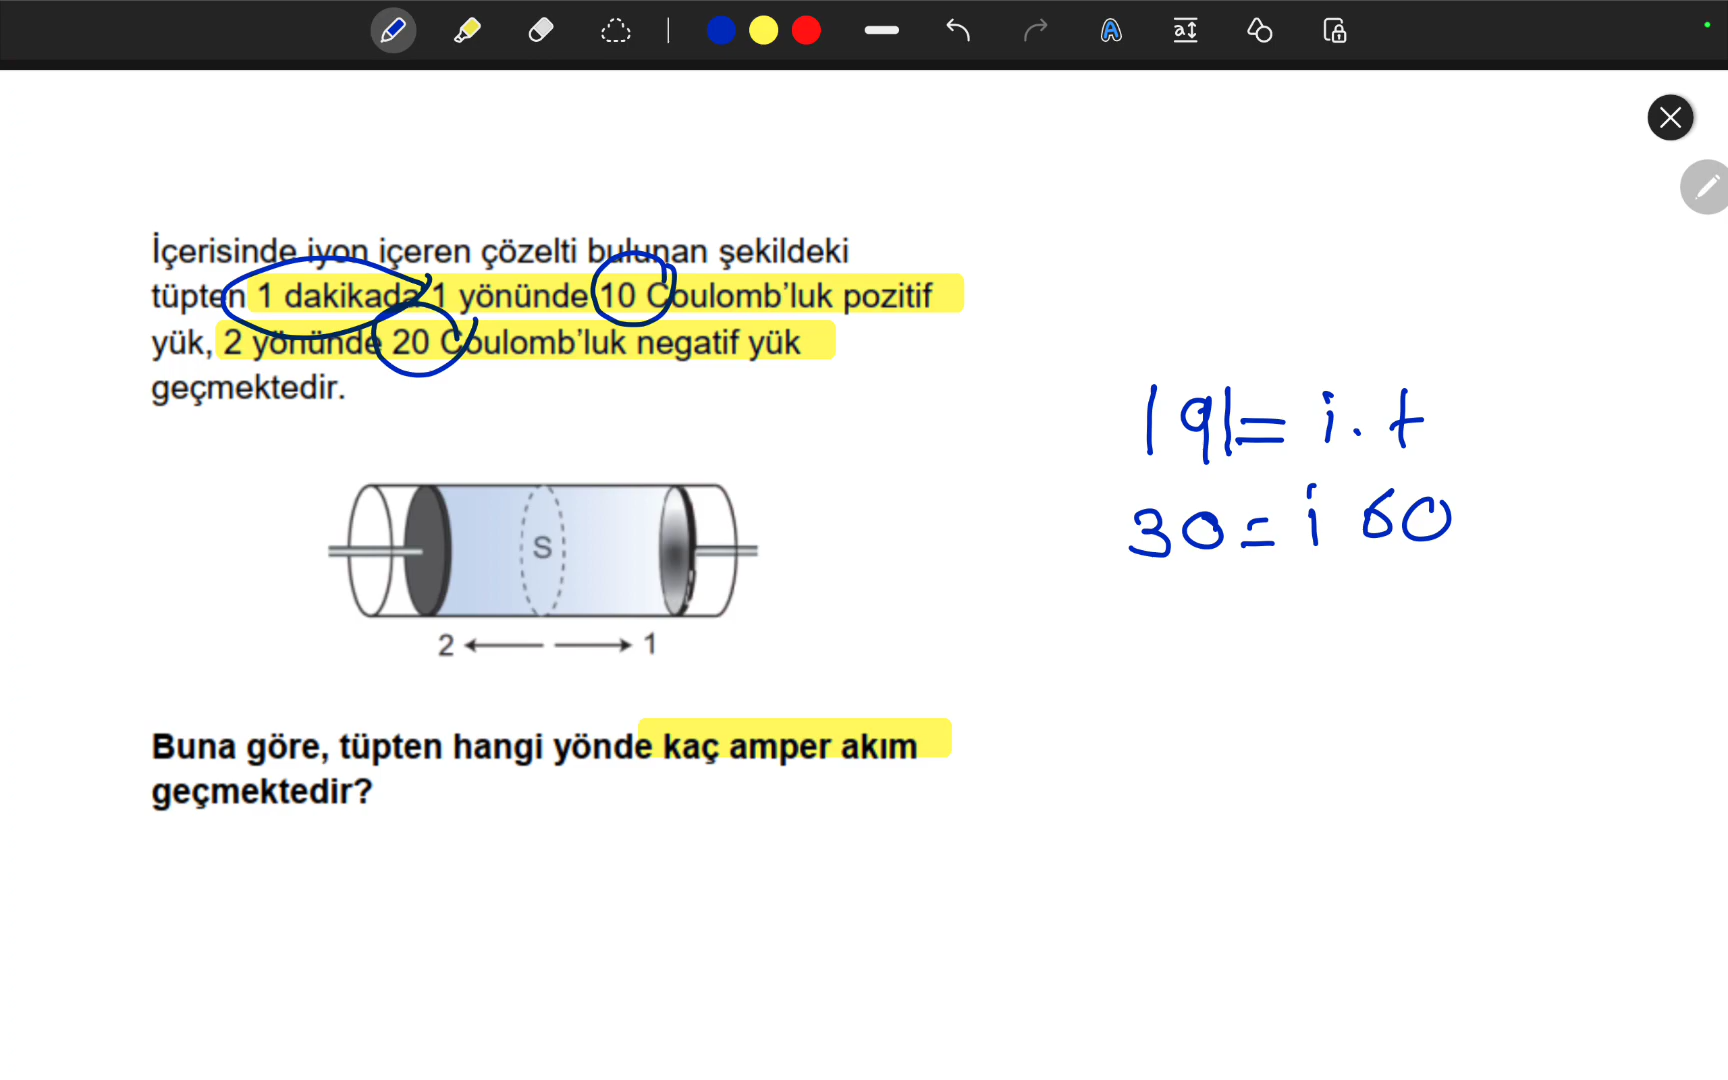 İçerisinde iyon içeren çözelti bulunan şekildeki
tüpten 1 dakikada 1 yönünde 10 Coulomb'luk pozitif
yük, 2 yönünde 20 Coulomb'luk negatif yük
geçmektedir.
|q| = i . t
30 = i 60
S
2 1
Buna göre, tüpten hangi yönde kaç amper akım
geçmektedir?